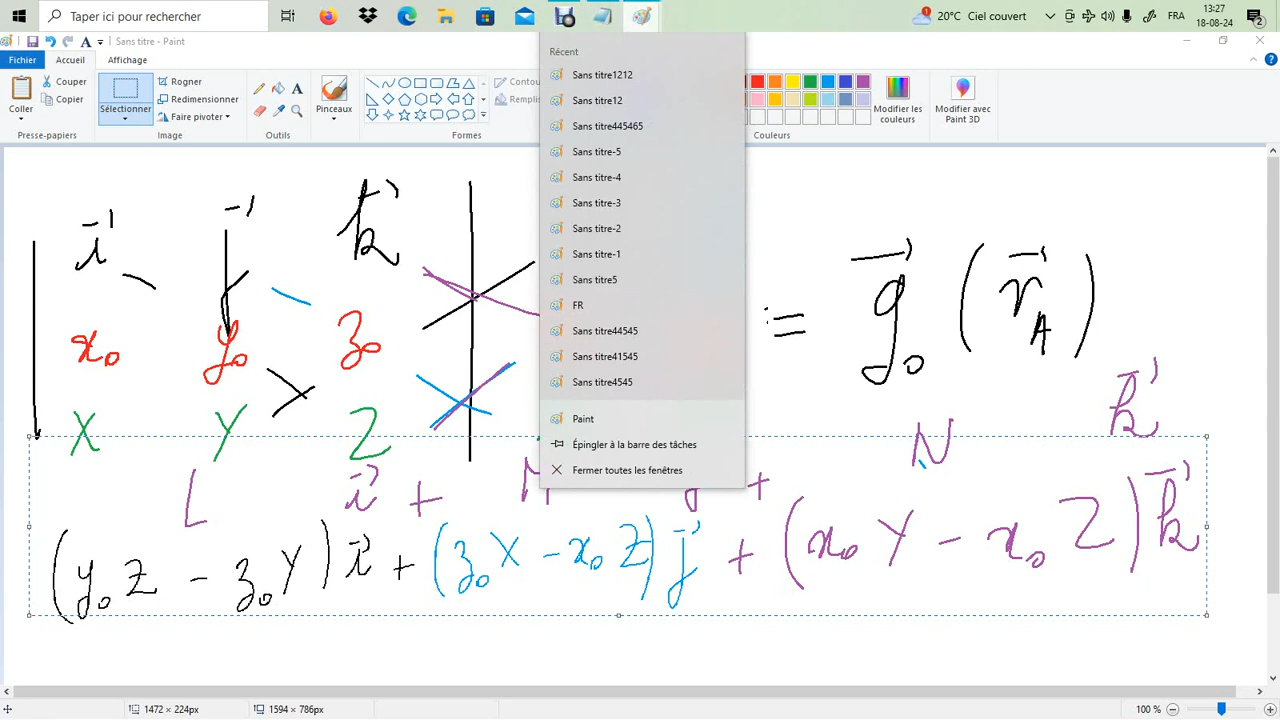 Taper ici pour rechercher
20°C Ciel couvert
FRA
13:27
18-08-24
2
Sans titre - Paint
Fichier
Accueil
Affichage
Coller
Couper
Copier
Sélectionner
Rogner
Redimensionner
Faire pivoter
Pinceaux
Contou
Rempliss
Modifier les couleurs
Modifier avec Paint 3D
Presse-papiers
Image
Outils
Formes
Couleurs
Récent
Sans titre1212
Sans titre12
Sans titre445465
Sans titre-5
Sans titre-4
Sans titre-3
Sans titre-2
Sans titre-1
Sans titre5
FR
Sans titre44545
Sans titre41545
Sans titre4545
Paint
Épingler à la barre des tâches
Fermer toutes les fenêtres
i⃗ j⃗ k⃗
x₀ y₀ z₀ = g⃗₀ (r⃗_A)
X Y Z
L i⃗ + N k⃗
(y₀Z − z₀Y) i⃗ + (z₀X − x₀Z) j⃗ + (x₀Y − x₀Z) k⃗
1472 × 224px
1594 × 786px
100 %